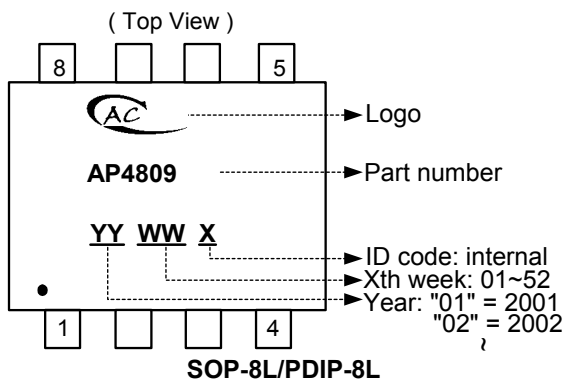 ( Top View )
8 5
AC
Logo
AP4809
Part number
YY WW X
ID code: internal
Xth week: 01~52
Year: "01" = 2001
"02" = 2002
~
1 4
SOP-8L/PDIP-8L